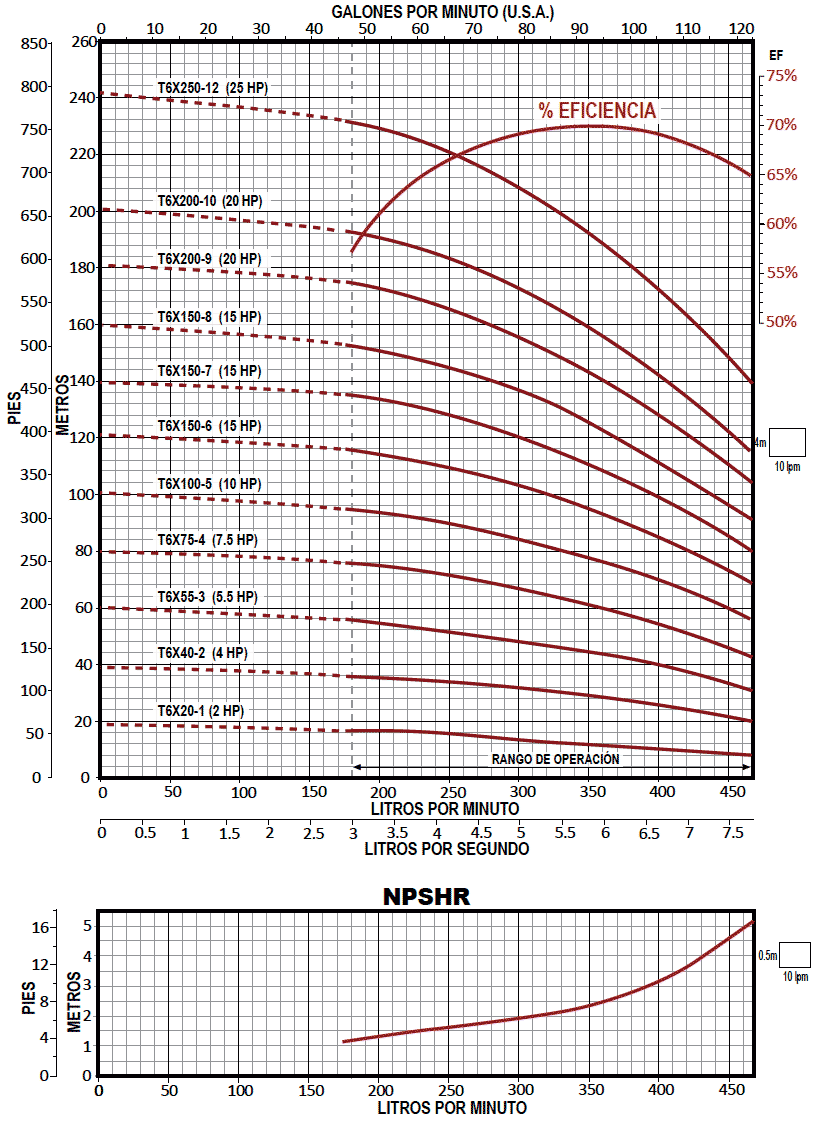 GALONES POR MINUTO (U.S.A.)
0 10 20 30 40 50 60 70 80 90 100 110 120
PIES
850
800
750
700
650
600
550
500
450
400
350
300
250
200
150
100
50
0
METROS
260
240
220
200
180
160
140
120
100
80
60
40
20
0
T6X250-12 (25 HP)
T6X200-10 (20 HP)
T6X200-9 (20 HP)
T6X150-8 (15 HP)
T6X150-7 (15 HP)
T6X150-6 (15 HP)
T6X100-5 (10 HP)
T6X75-4 (7.5 HP)
T6X55-3 (5.5 HP)
T6X40-2 (4 HP)
T6X20-1 (2 HP)
% EFICIENCIA
EF
75%
70%
65%
60%
55%
50%
4m
10 lpm
RANGO DE OPERACIÓN
0 50 100 150 200 250 300 350 400 450
LITROS POR MINUTO
0 0.5 1 1.5 2 2.5 3 3.5 4 4.5 5 5.5 6 6.5 7 7.5
LITROS POR SEGUNDO
NPSHR
PIES
16
12
8
4
0
METROS
5
4
3
2
1
0
0.5m
10 lpm
0 50 100 150 200 250 300 350 400 450
LITROS POR MINUTO